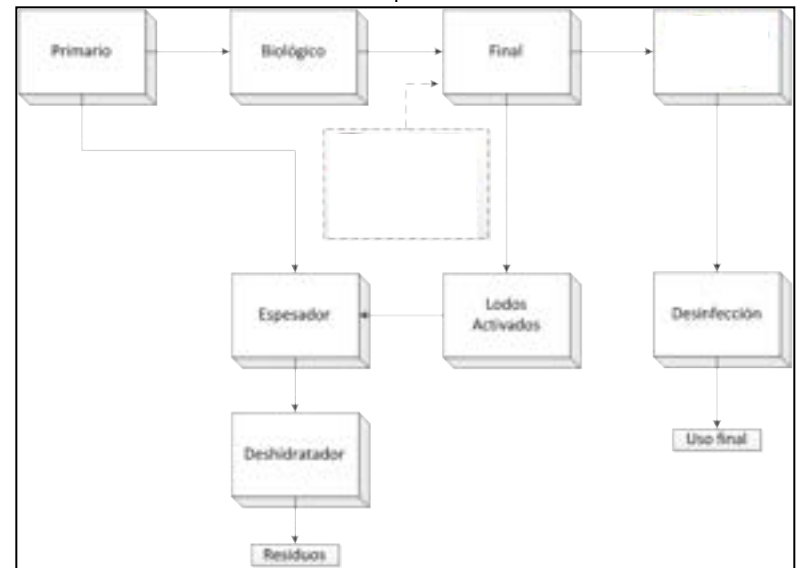 Primario
Biológico
Final
Espesador
Lodos
Activados
Desinfección
Deshidratador
Uso final
Residuos